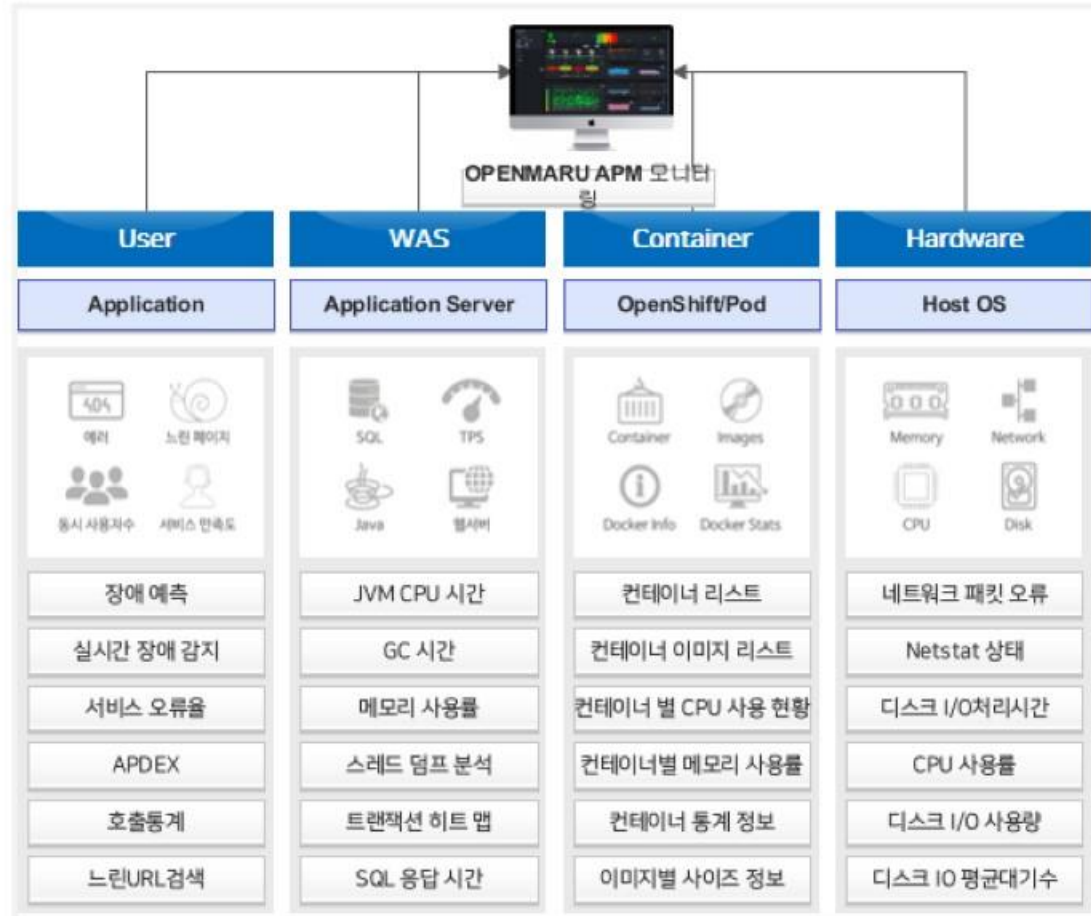 OPENMARU APM 모니터
링
User
WAS
Container
Hardware
Application
Application Server
OpenShift/Pod
Host OS
404
에러
느린 페이지
동시 사용자수
서비스 만족도
SQL
TPS
Java
웹서버
Container
Images
Docker Info
Docker Stats
Memory
Network
CPU
Disk
장애 예측
실시간 장애 감지
서비스 오류율
APDEX
호출통계
느린URL검색
JVM CPU 시간
GC 시간
메모리 사용률
스레드 덤프 분석
트랜잭션 히트 맵
SQL 응답 시간
컨테이너 리스트
컨테이너 이미지 리스트
컨테이너 별 CPU 사용 현황
컨테이너별 메모리 사용률
컨테이너 통계 정보
이미지별 사이즈 정보
네트워크 패킷 오류
Netstat 상태
디스크 I/O처리시간
CPU 사용률
디스크 I/O 사용량
디스크 IO 평균대기수